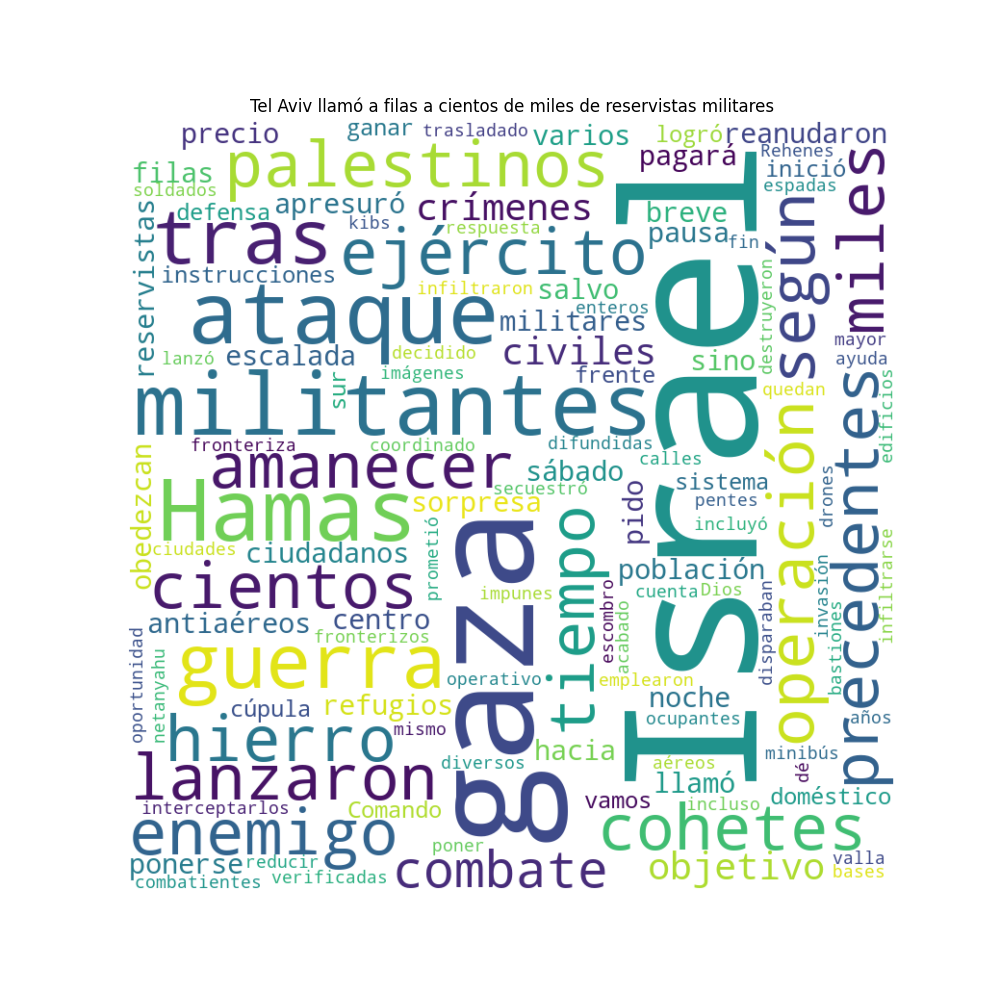 Tel Aviv llamó a filas a cientos de miles de reservistas militares
precio
ganar
trasladado
varios
logró
reanudaron
palestinos
pagará
Rehenes
inició
miles
filas
soldados
defensa
apresuró
crímenes
Israel
breve
espadas
según
reservistas
tras
kibs
ejército
respuesta
pausa
fin
instrucciones
infiltraron
salvo
enteros
destruyeron
ataque
militares
lanzó
escalada
decidido
civiles
sino
mayor
ayuda
imágenes
frente
sur
militantes
quedan
precedentes
edificios
fronteriza
coordinado
difundidas
calles
operación
obedezcan
amanecer
sábado
sistema
drones
Hamas
secuestró
sorpresa
pido
pentes
incluyó
prometió
gaza
tiempo
ciudades
ciudadanos
población
invasión
infiltrarse
cientos
impunes
escombro
cuenta
Dios
disparaban
bastiones
antiaéreos
centro
acabado
oportunidad
netanyahu
fronterizos
guerra
operativo
emplearon
noche
cúpula
refugios
mismo
ocupantes
años
hierro
hacia
minibús
lanzaron
diversos
aéreos
dé
llamó
doméstico
interceptarlos
Comando
vamos
incluso
enemigo
cohetes
poner
ponerse
reducir
combate
objetivo
valla
combatientes
verificadas
bases